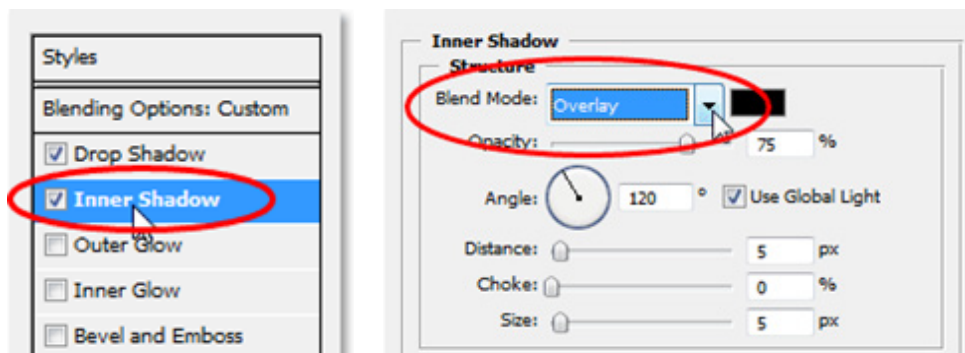 Styles
Blending Options: Custom
Drop Shadow
Inner Shadow
Outer Glow
Inner Glow
Bevel and Emboss
Inner Shadow
Structure
Blend Mode: Overlay
Opacity: 75 %
Angle: 120 ° Use Global Light
Distance: 5 px
Choke: 0 %
Size: 5 px